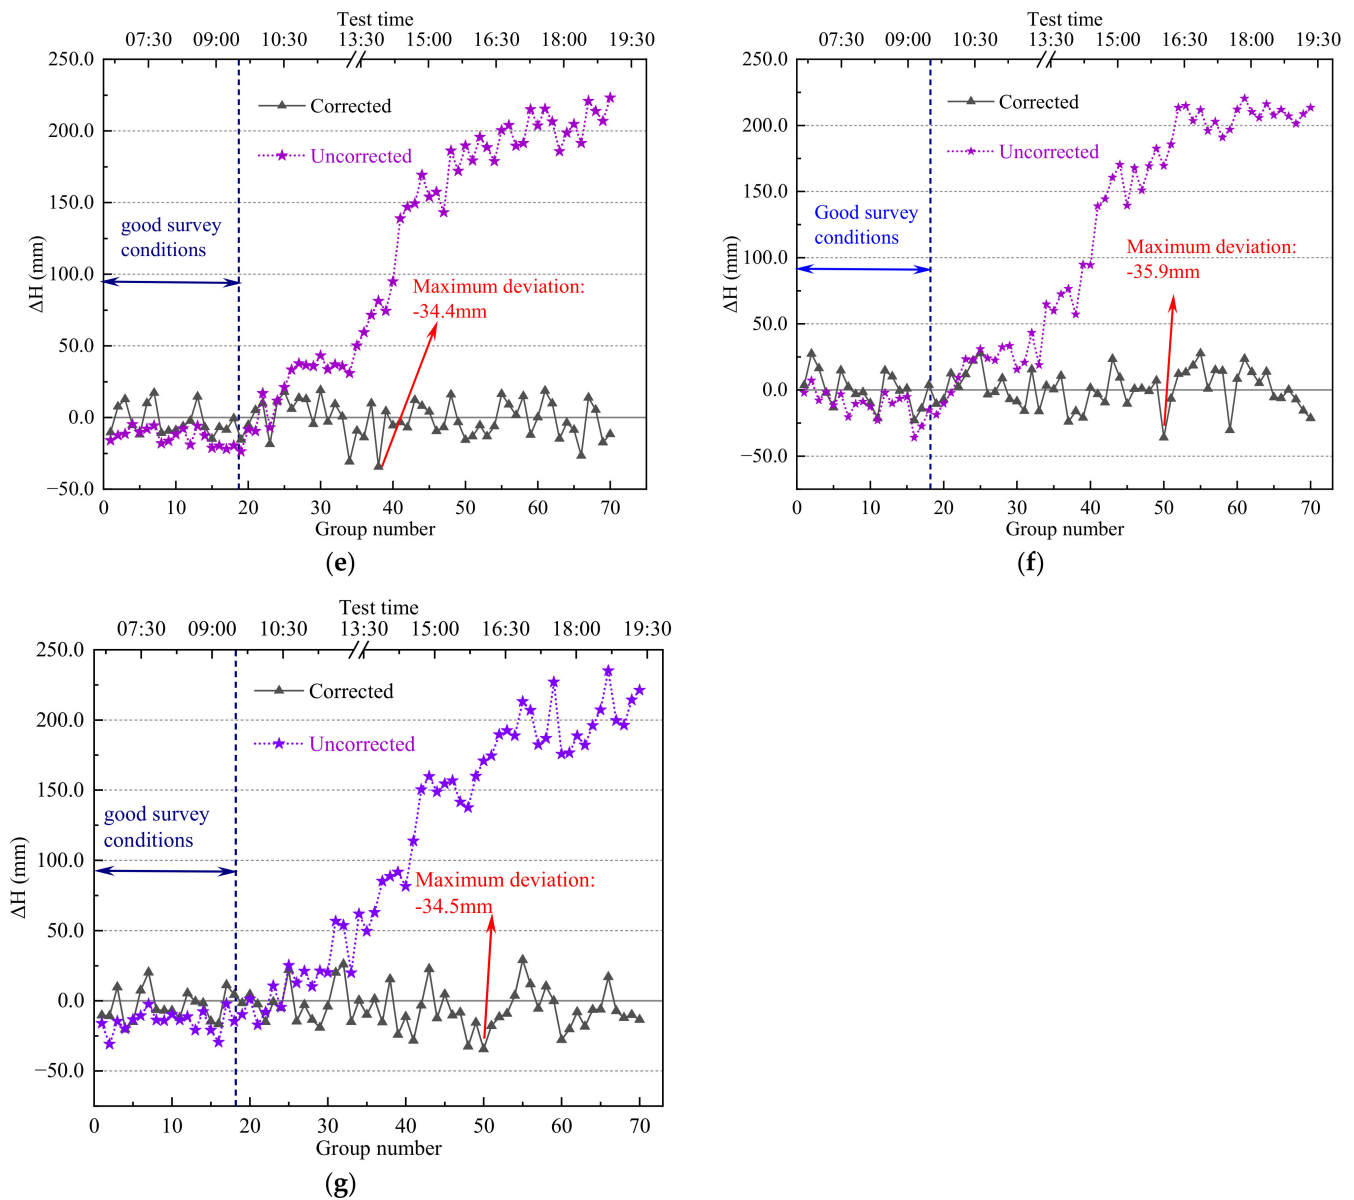 Test time
07:30 09:00 10:30 13:30 15:00 16:30 18:00 19:30
250.0
200.0
150.0
100.0
50.0
0.0
−50.0
ΔH (mm)
Corrected
Uncorrected
good survey
conditions
Maximum deviation:
-34.4mm
0 10 20 30 40 50 60 70
Group number
(e)
Test time
07:30 09:00 10:30 13:30 15:00 16:30 18:00 19:30
250.0
200.0
150.0
100.0
50.0
0.0
−50.0
ΔH (mm)
Corrected
Uncorrected
Good survey
conditions
Maximum deviation:
-35.9mm
0 10 20 30 40 50 60 70
Group number
(f)
Test time
07:30 09:00 10:30 13:30 15:00 16:30 18:00 19:30
250.0
200.0
150.0
100.0
50.0
0.0
−50.0
ΔH (mm)
Corrected
Uncorrected
good survey
conditions
Maximum deviation:
-34.5mm
0 10 20 30 40 50 60 70
Group number
(g)